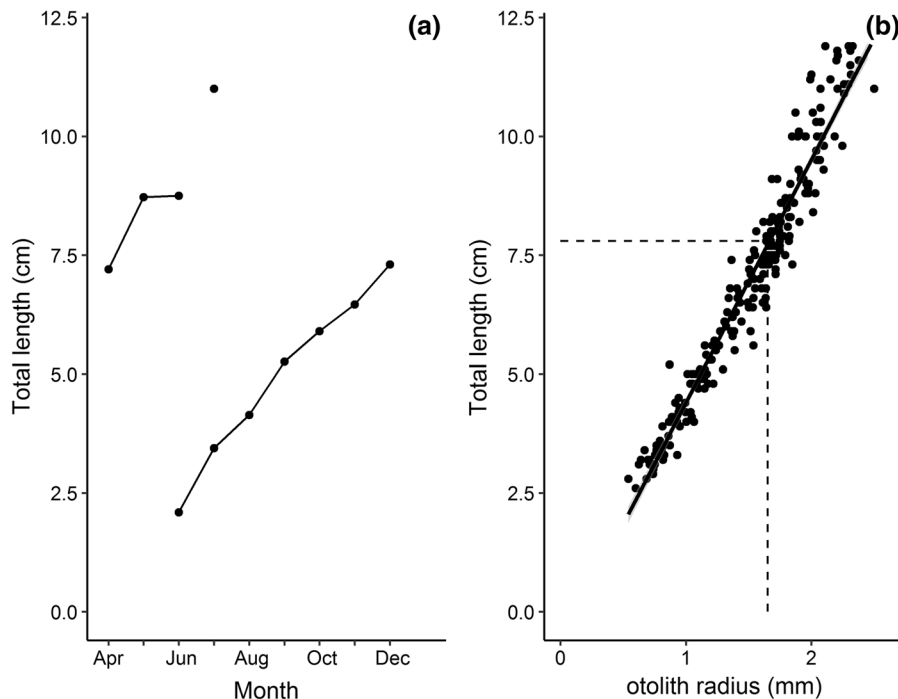 (a)
12.5
10.0
7.5
5.0
2.5
0.0
Total length (cm)
Apr Jun Aug Oct Dec
Month
(b)
12.5
10.0
7.5
5.0
2.5
0.0
Total length (cm)
0 1 2
otolith radius (mm)